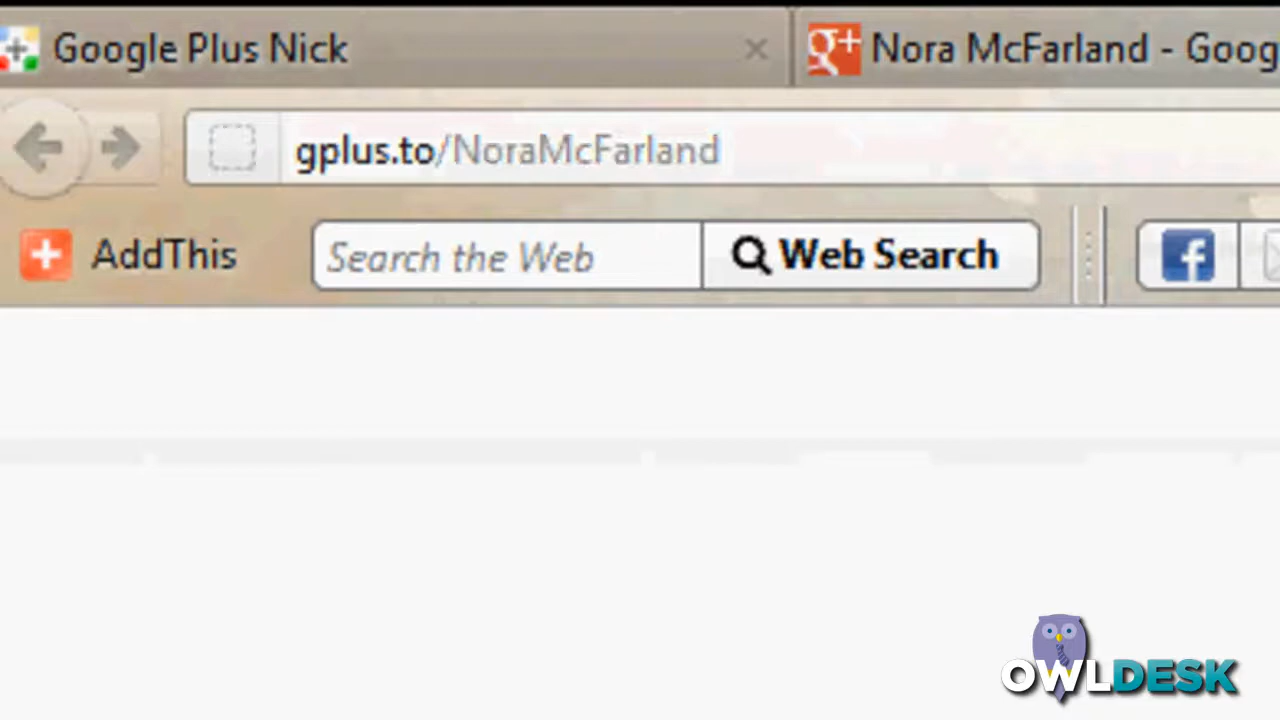 Google Plus Nick
Nora McFarland - Goog
gplus.to/NoraMcFarland
AddThis
Search the Web
Web Search
OWLDESK